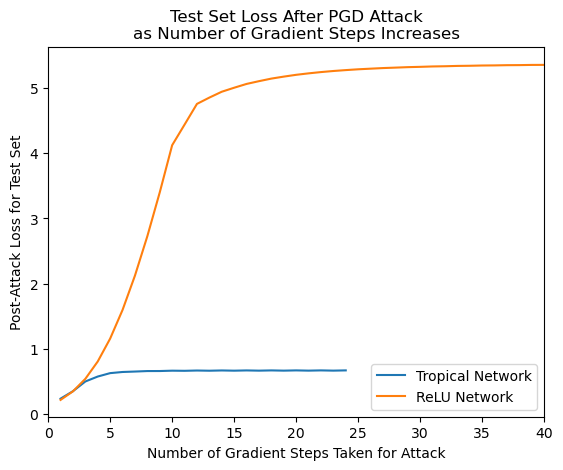 Test Set Loss After PGD Attack
as Number of Gradient Steps Increases
Post-Attack Loss for Test Set
5
4
3
2
1
0
0 5 10 15 20 25 30 35 40
Number of Gradient Steps Taken for Attack
Tropical Network
ReLU Network